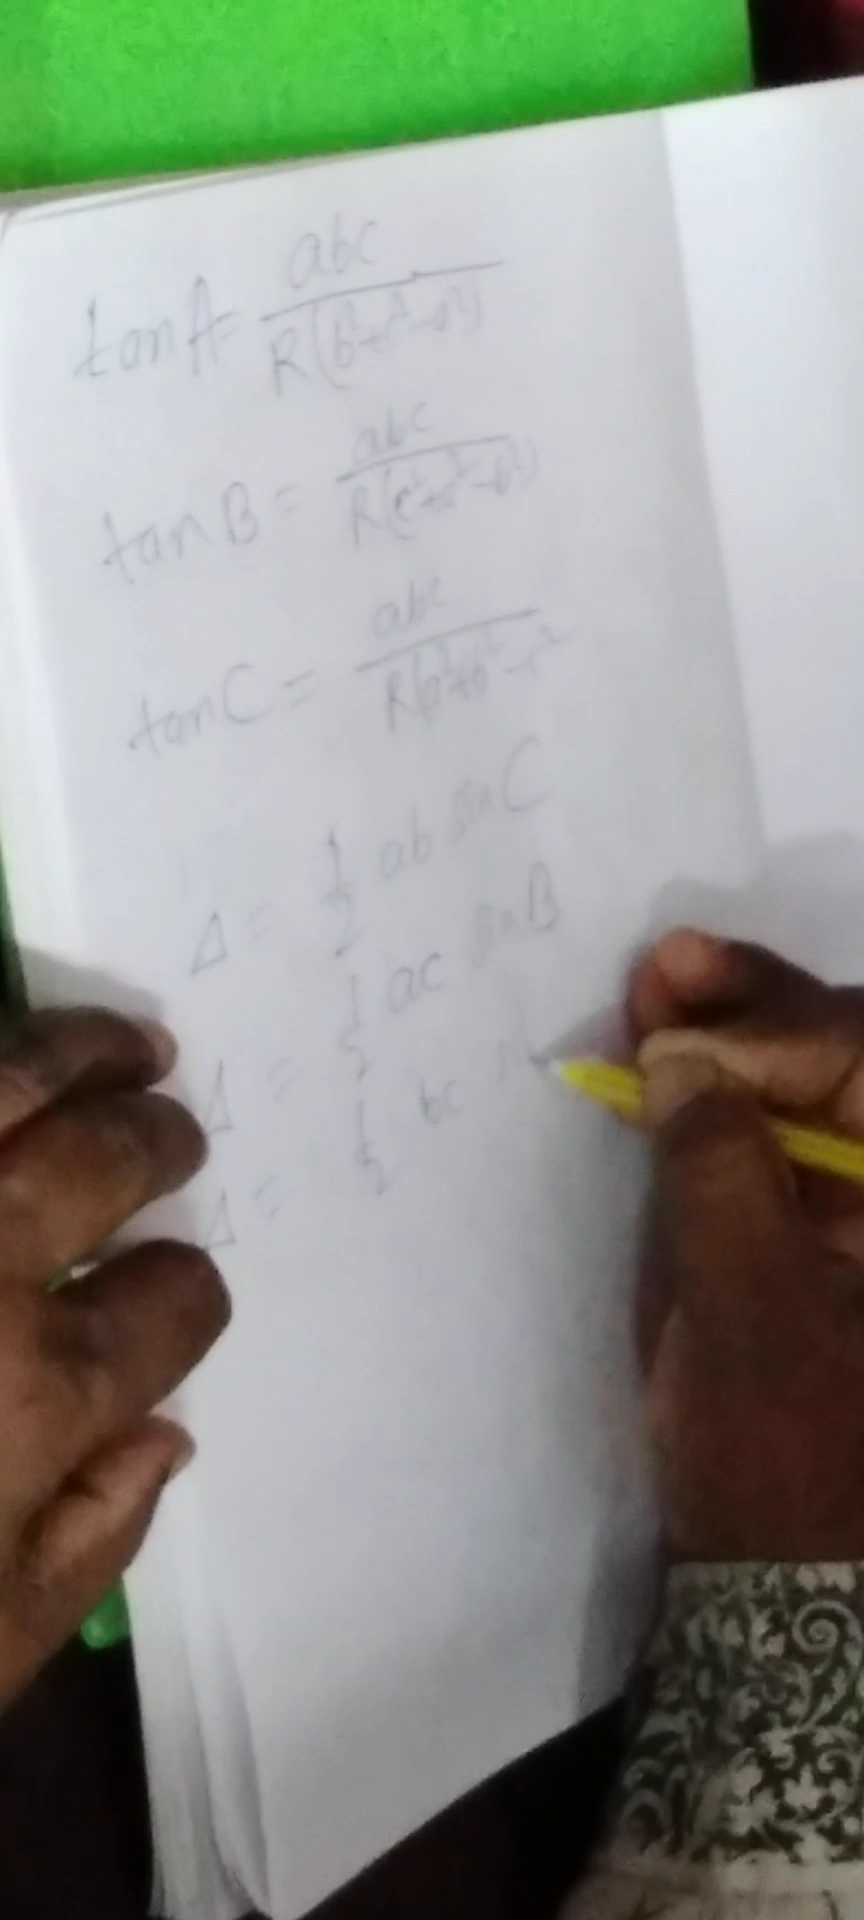 tanA = abc / R(b²+c²-a²)
tanB = abc / R(c²+a²-b²)
tanC = abc / R(a²+b²-c²
Δ = 1/2 ab sinC
Δ = 1/2 ac sinB
Δ = 1/2 bc